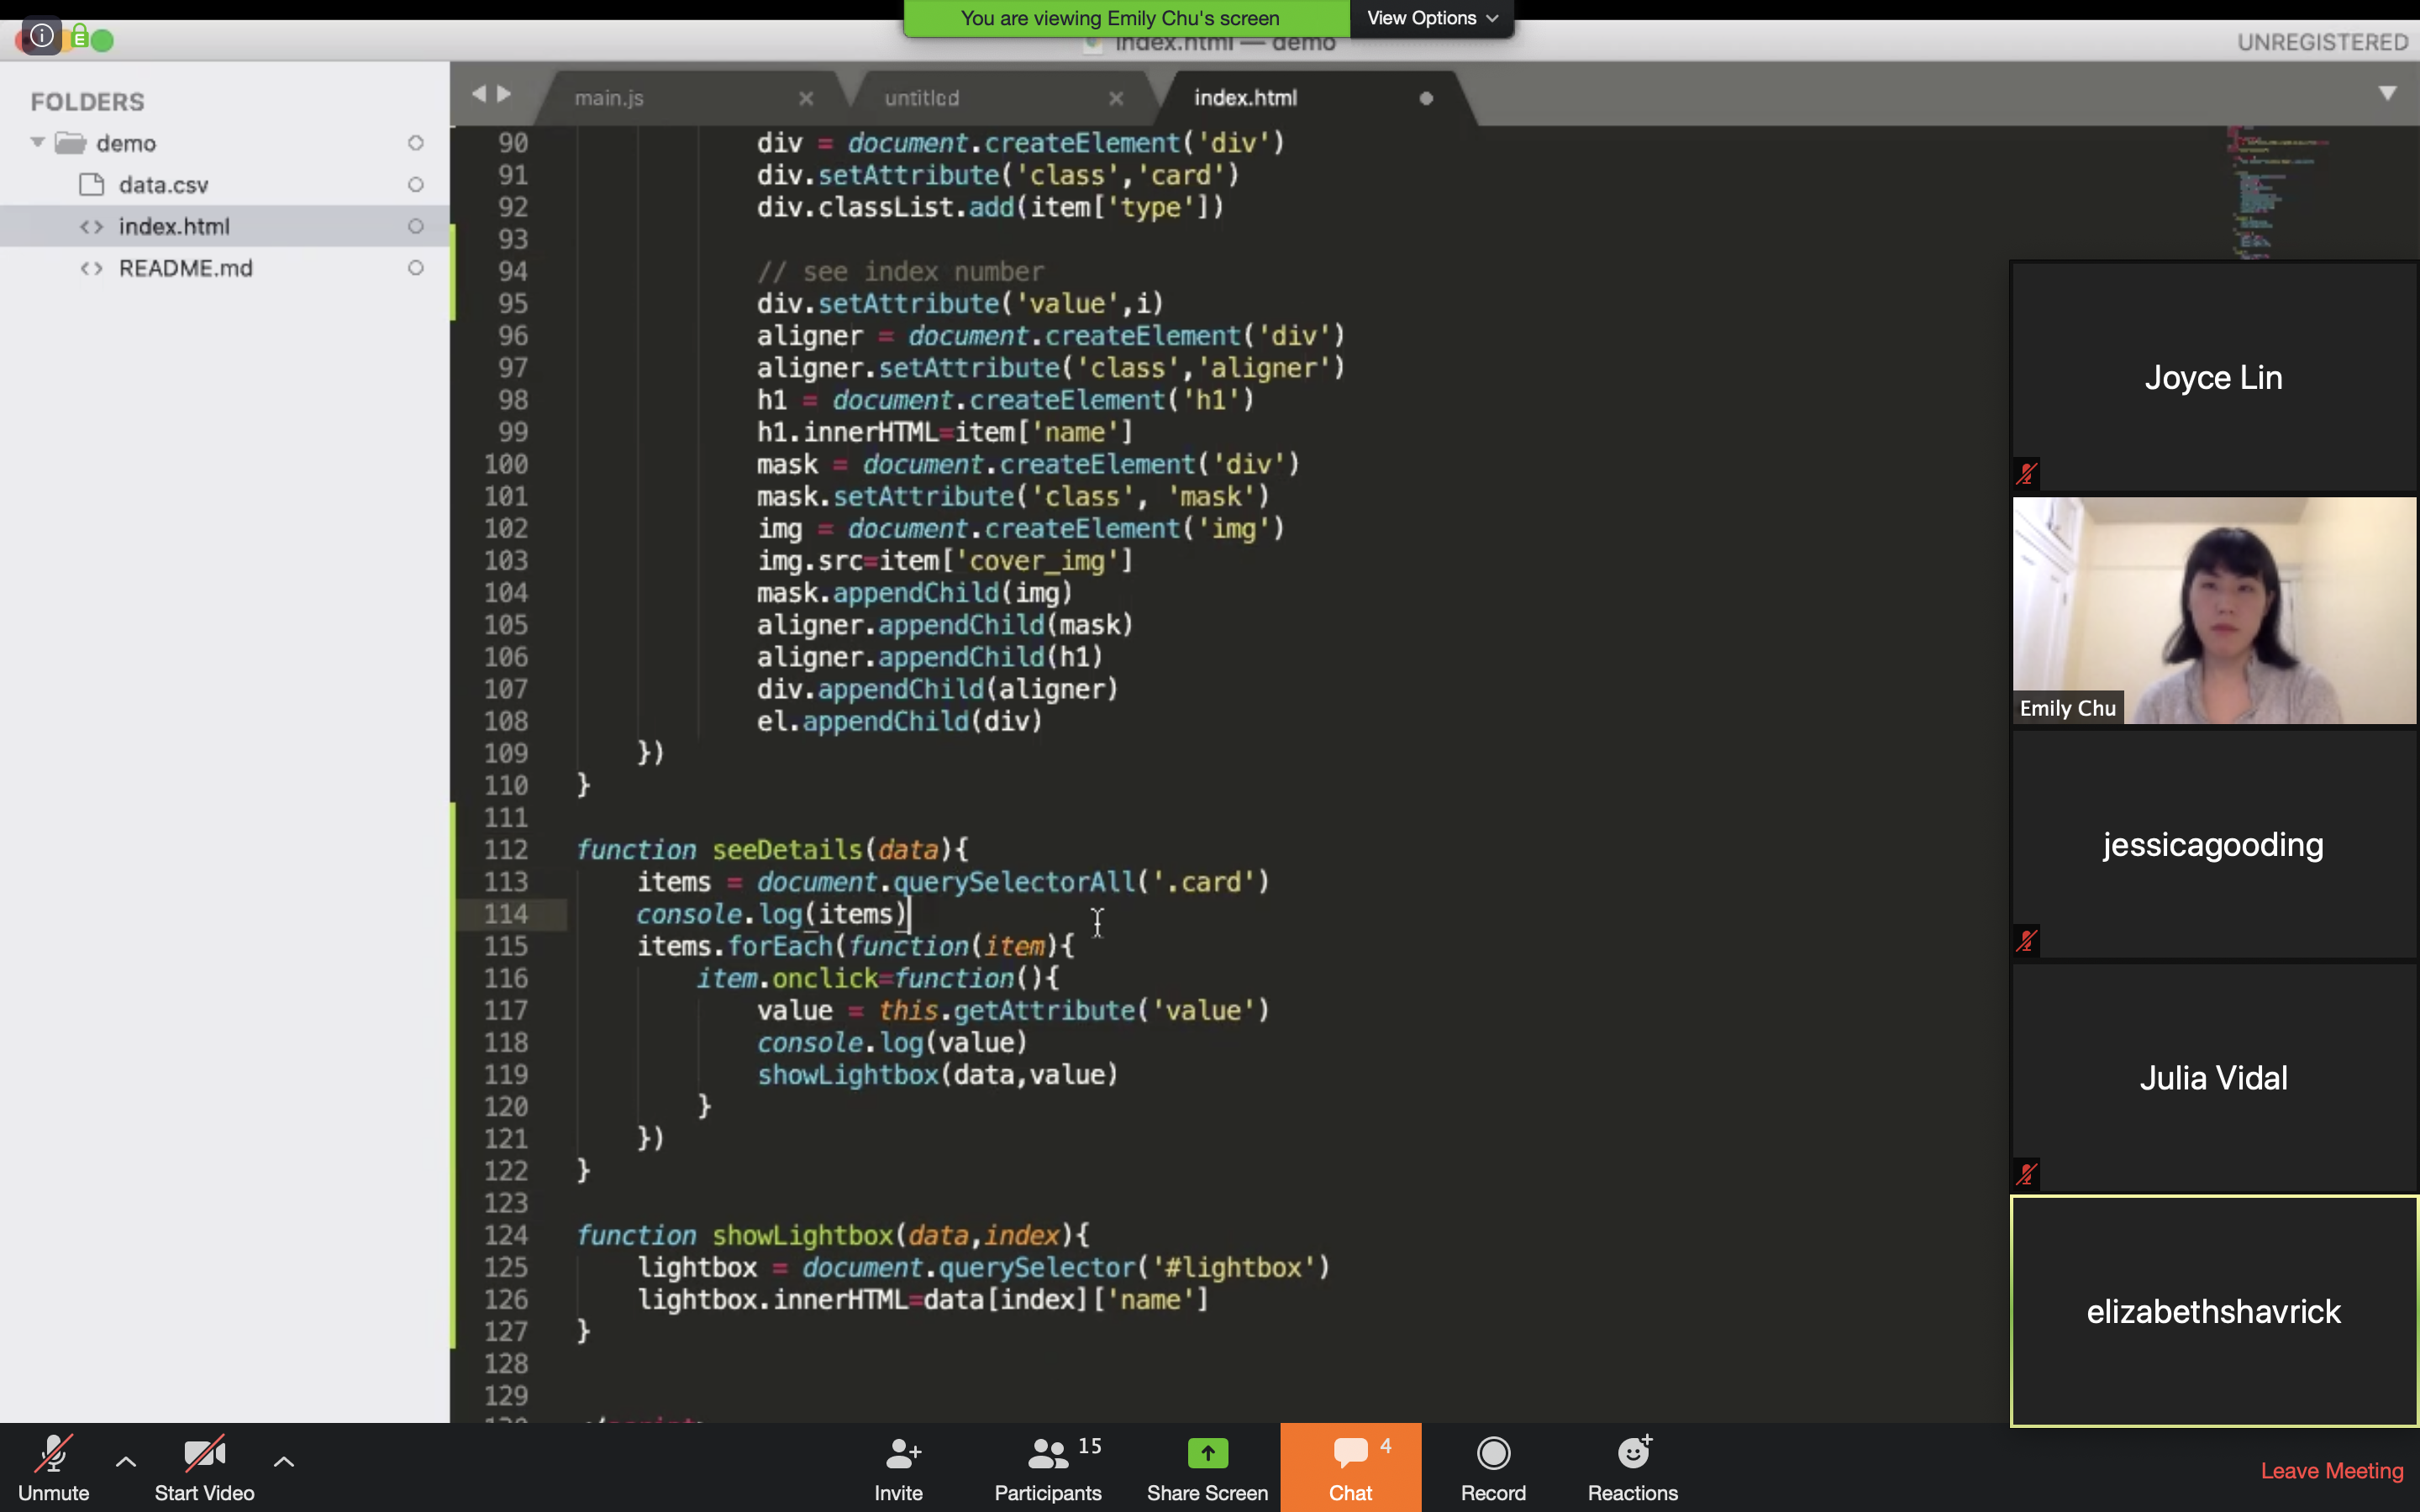 You are viewing Emily Chu's screen
View Options
index.html — demo
UNREGISTERED
FOLDERS
demo
data.csv
index.html
README.md
main.js
untitled
index.html
90 div = document.createElement('div')
91 div.setAttribute('class','card')
92 div.classList.add(item['type'])
93
94 // see index number
95 div.setAttribute('value',i)
96 aligner = document.createElement('div')
97 aligner.setAttribute('class','aligner')
98 h1 = document.createElement('h1')
99 h1.innerHTML=item['name']
100 mask = document.createElement('div')
101 mask.setAttribute('class', 'mask')
102 img = document.createElement('img')
103 img.src=item['cover_img']
104 mask.appendChild(img)
105 aligner.appendChild(mask)
106 aligner.appendChild(h1)
107 div.appendChild(aligner)
108 el.appendChild(div)
109 })
110 }
111
112 function seeDetails(data){
113 items = document.querySelectorAll('.card')
114 console.log(items)
115 items.forEach(function(item){
116 item.onclick=function(){
117 value = this.getAttribute('value')
118 console.log(value)
119 showLightbox(data,value)
120 }
121 })
122 }
123
124 function showLightbox(data,index){
125 lightbox = document.querySelector('#lightbox')
126 lightbox.innerHTML=data[index]['name']
127 }
128
129
Joyce Lin
Emily Chu
jessicagooding
Julia Vidal
elizabethshavrick
Unmute
Start Video
Invite
15
Participants
Share Screen
4
Chat
Record
Reactions
Leave Meeting